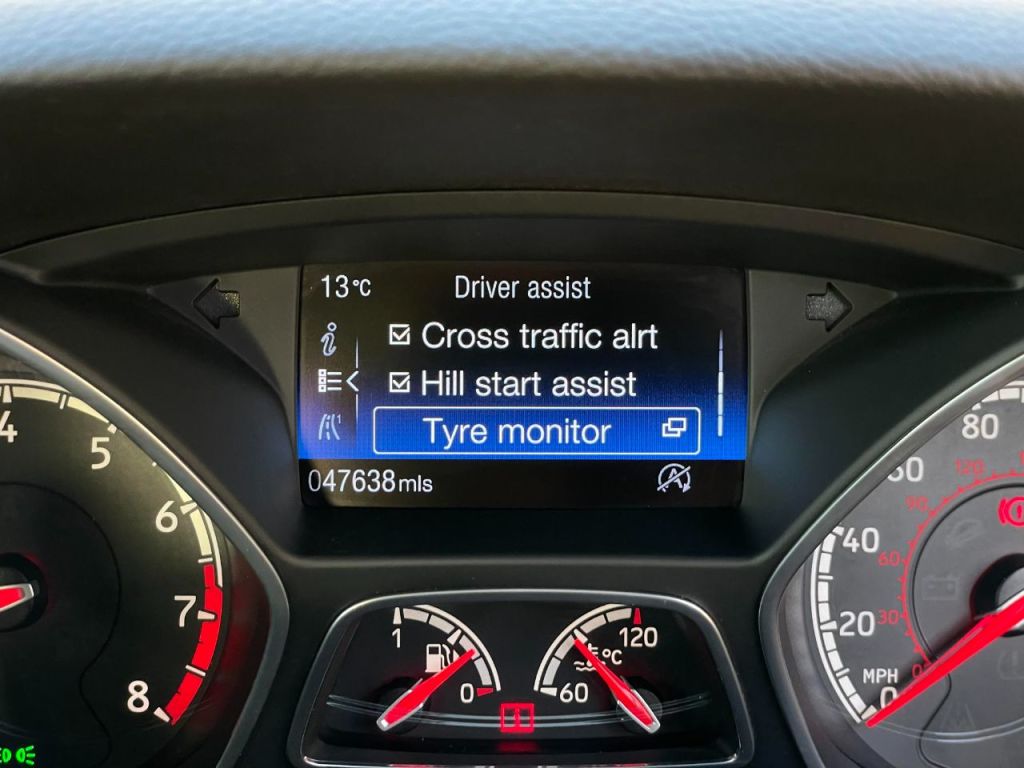 13°C Driver assist
Cross traffic alrt
Hill start assist
Tyre monitor
047638mls
A
4
5
6
7
8
1
0
°C
120
60
80
60
40
20
0
MPH
120
90
60
30
0